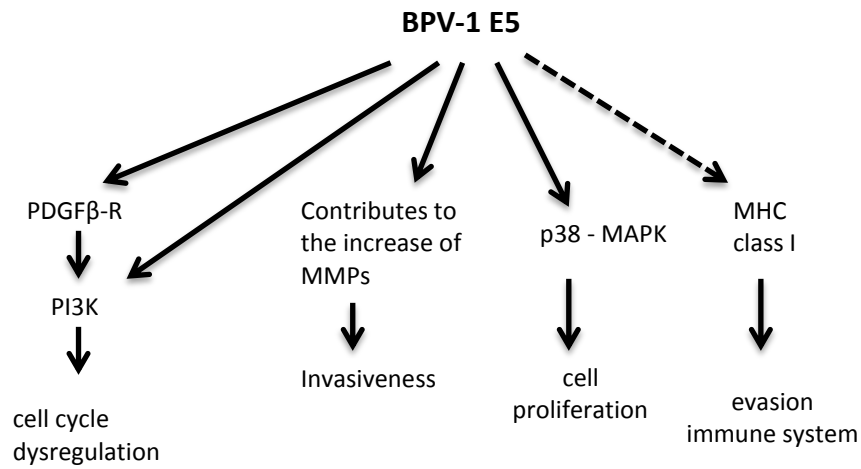 BPV-1 E5
PDGFβ-R
PI3K
cell cycle
dysregulation
Contributes to
the increase of
MMPs
Invasiveness
p38 - MAPK
cell
proliferation
MHC
class I
evasion
immune system